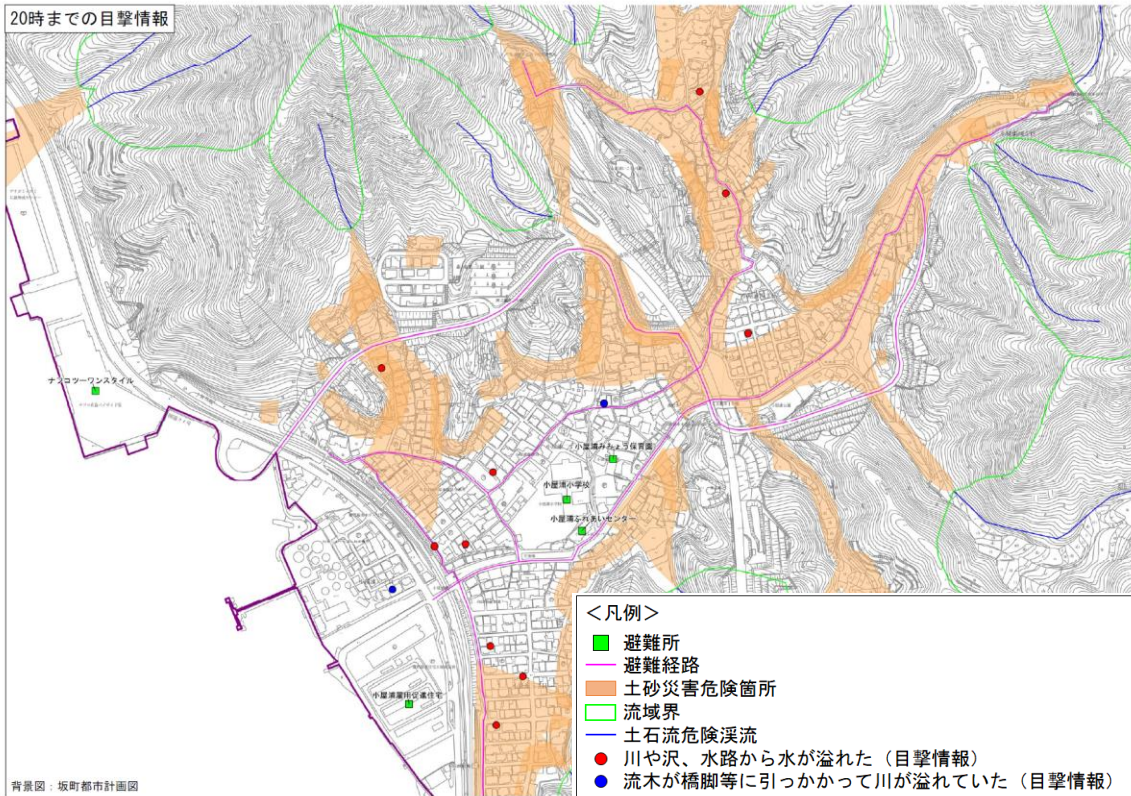 20時までの目撃情報
ナフコツーワンスタイル
小屋浦みみょう保育園
小屋浦小学校
小屋浦ふれあいセンター
小屋浦雇用促進住宅
＜凡例＞
避難所
避難経路
土砂災害危険箇所
流域界
土石流危険渓流
川や沢、水路から水が溢れた（目撃情報）
流木が橋脚等に引っかかって川が溢れていた（目撃情報）
背景図：坂町都市計画図